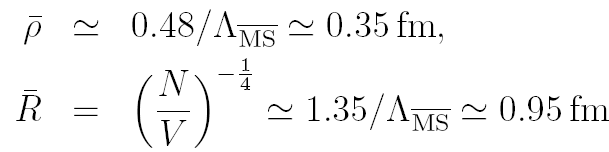 ρ̄ ≃ 0.48/Λ_{\overline{MS}} ≃ 0.35 fm,
R̄ = (N/V)^{-1/4} ≃ 1.35/Λ_{\overline{MS}} ≃ 0.95 fm